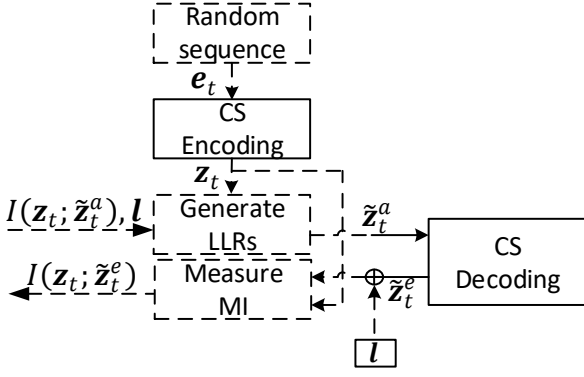 Random
sequence
e_t
CS
Encoding
z_t
I(z_t; z̃_t^a), l
Generate
LLRs
z̃_t^a
CS
Decoding
I(z_t; z̃_t^e)
Measure
MI
z̃_t^e
l